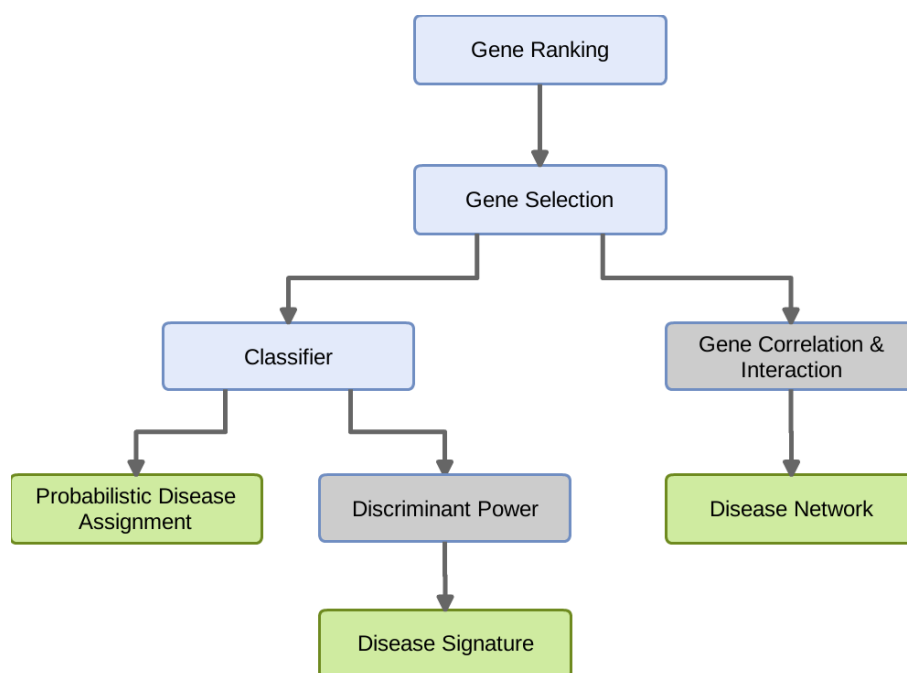 Gene Ranking
Gene Selection
Classifier
Gene Correlation &
Interaction
Probabilistic Disease
Assignment
Discriminant Power
Disease Network
Disease Signature